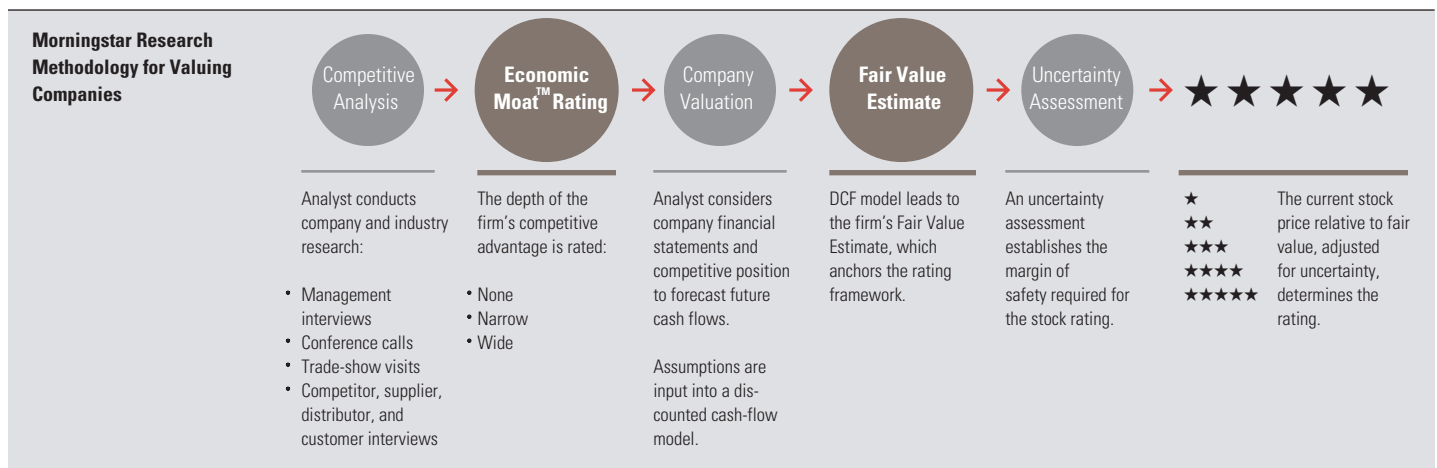 Morningstar Research
Methodology for Valuing
Companies
Competitive
Analysis
Economic
Moat™ Rating
Company
Valuation
Fair Value
Estimate
Uncertainty
Assessment
★★★★★
Analyst conducts
company and industry
research:
• Management
interviews
• Conference calls
• Trade-show visits
• Competitor, supplier,
distributor, and
customer interviews
The depth of the
firm’s competitive
advantage is rated:
• None
• Narrow
• Wide
Analyst considers
company financial
statements and
competitive position
to forecast future
cash flows.
Assumptions are
input into a dis-
counted cash-flow
model.
DCF model leads to
the firm’s Fair Value
Estimate, which
anchors the rating
framework.
An uncertainty
assessment
establishes the
margin of
safety required for
the stock rating.
★
★★
★★★
★★★★
★★★★★
The current stock
price relative to fair
value, adjusted
for uncertainty,
determines the
rating.